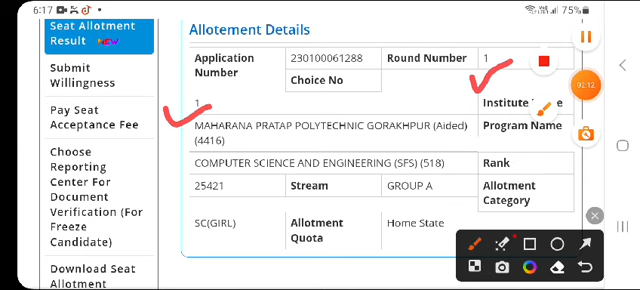 6:17 75%
Seat Allotment
Result NEW
Submit
Willingness
Pay Seat
Acceptance Fee
Choose
Reporting
Center For
Document
Verification (For
Freeze
Candidate)
Download Seat
Allotment
Allotement Details
Application
Number
230100061288
Round Number
1
Choice No
1
Institute
MAHARANA PRATAP POLYTECHNIC GORAKHPUR (Aided)
(4416)
Program Name
COMPUTER SCIENCE AND ENGINEERING (SFS) (518)
Rank
25421
Stream
GROUP A
Allotment
Category
SC(GIRL)
Allotment
Quota
Home State
02:12